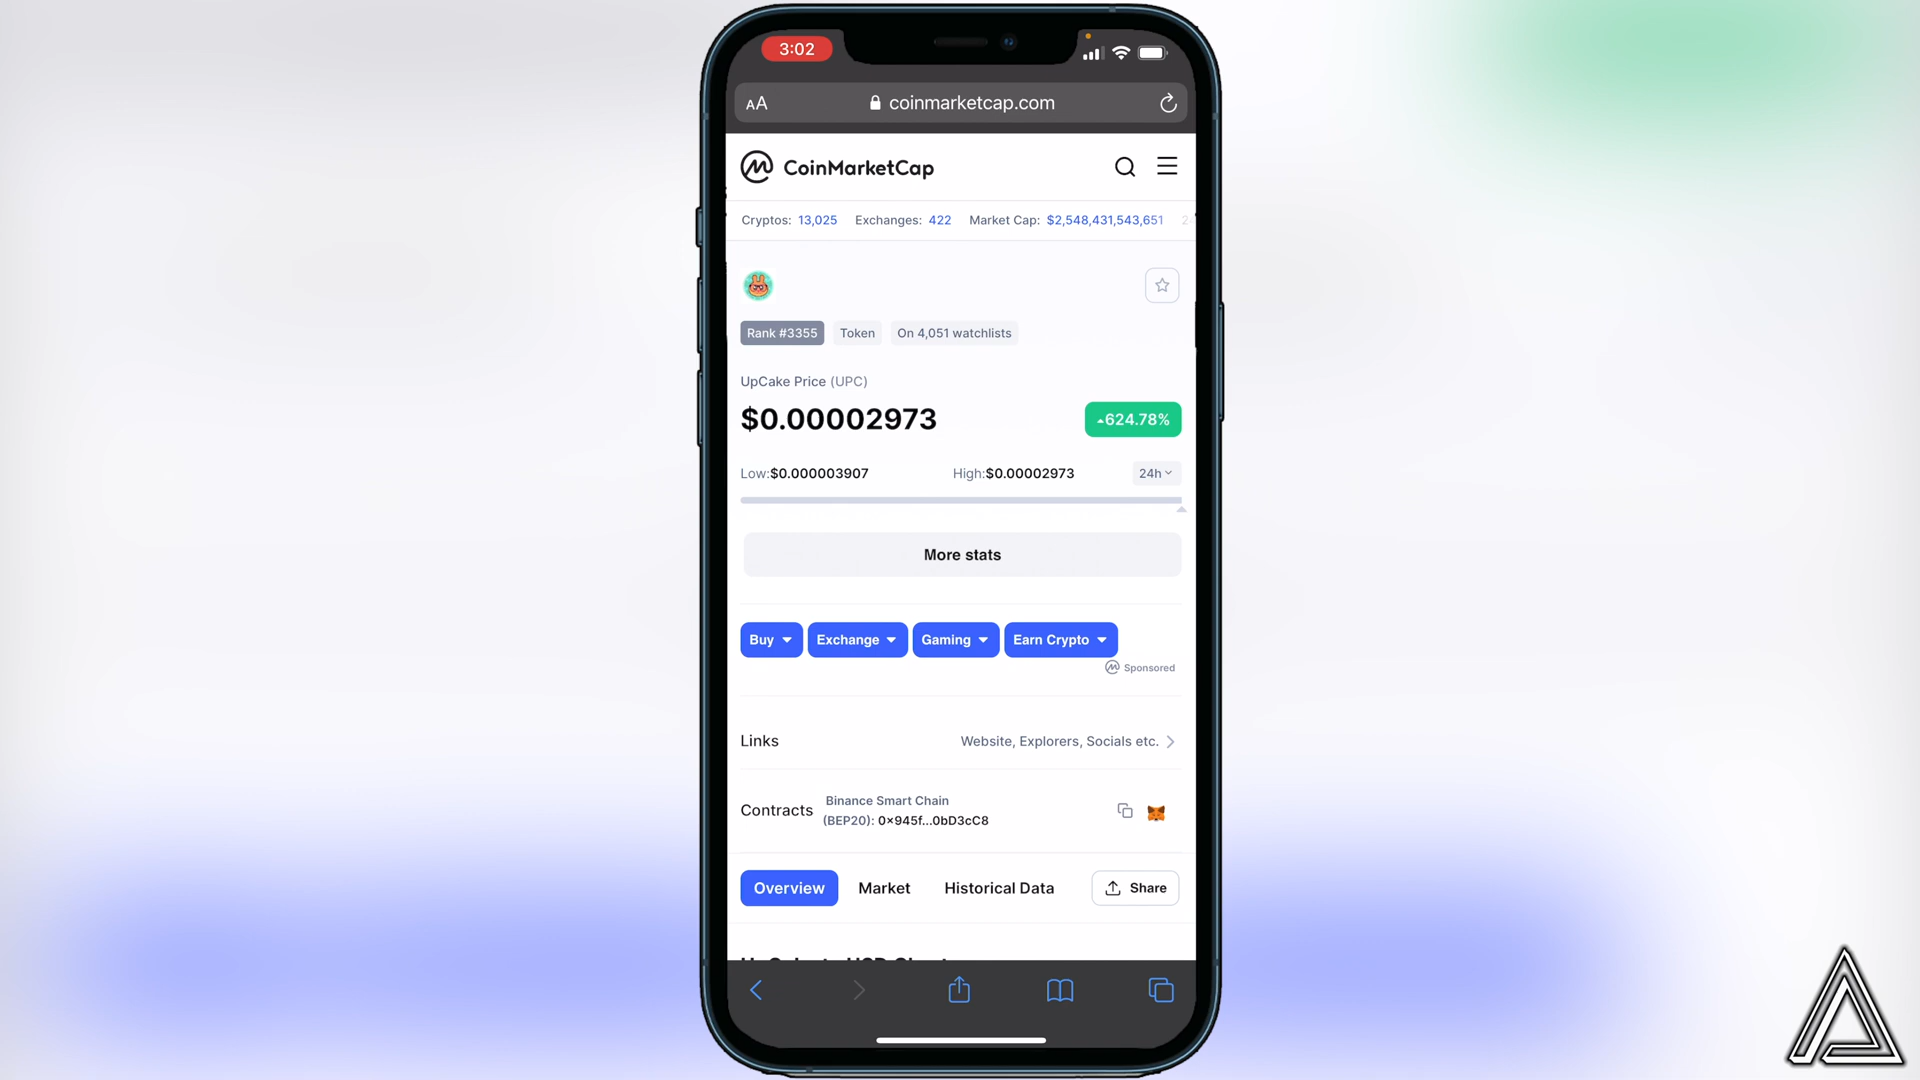 3:02
AA coinmarketcap.com
CoinMarketCap
Cryptos: 13,025 Exchanges: 422 Market Cap: $2,548,431,543,651
Rank #3355 Token On 4,051 watchlists
UpCake Price (UPC)
$0.00002973 624.78%
Low:$0.000003907 High:$0.00002973 24h
More stats
Buy Exchange Gaming Earn Crypto
Sponsored
Links Website, Explorers, Socials etc.
Contracts Binance Smart Chain
(BEP20): 0x945f...0bD3cC8
Overview Market Historical Data Share